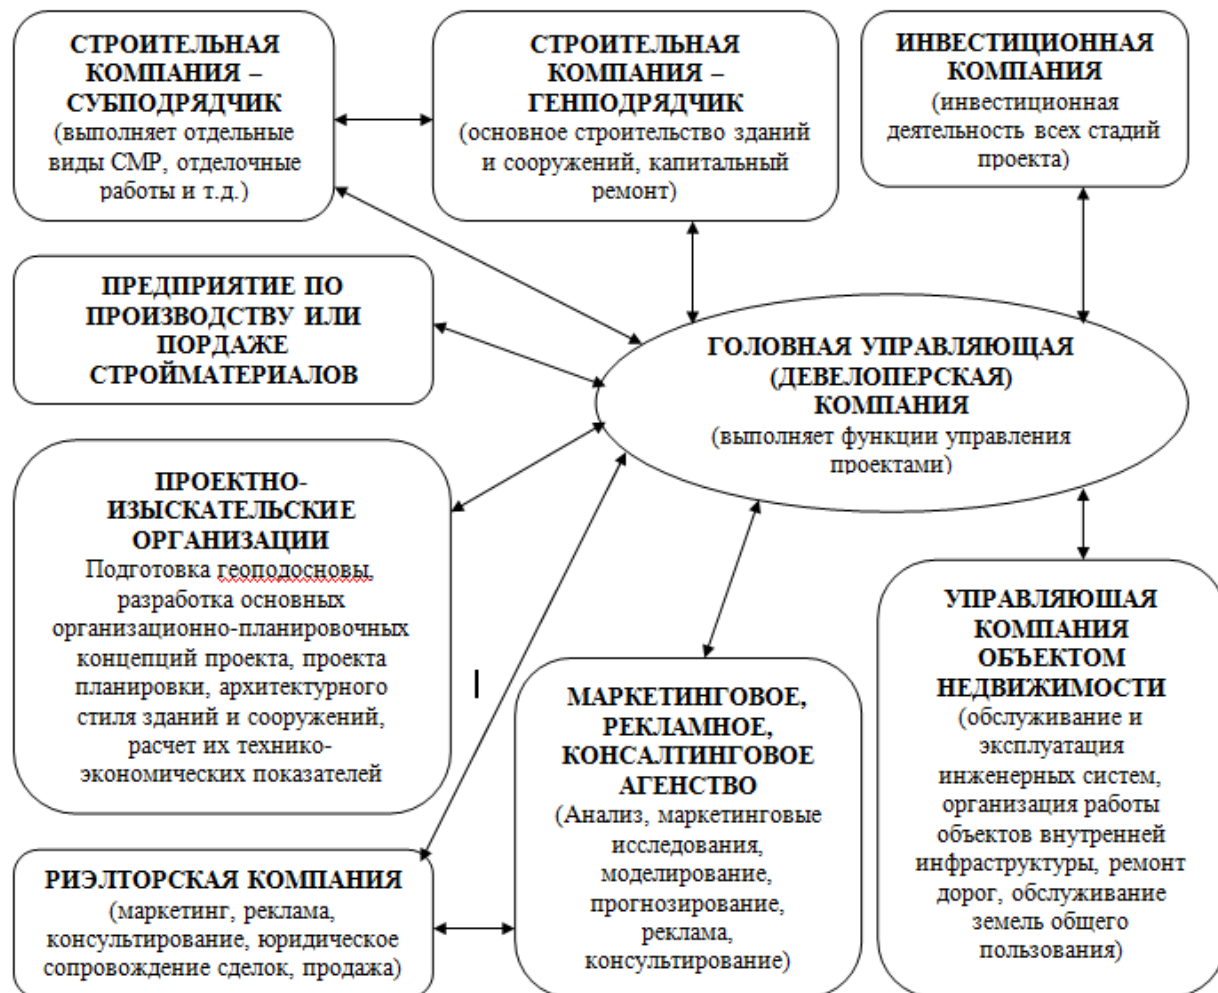 СТРОИТЕЛЬНАЯ
КОМПАНИЯ –
СУБПОДРЯДЧИК
(выполняет отдельные
виды СМР, отделочные
работы и т.д.)
СТРОИТЕЛЬНАЯ
КОМПАНИЯ –
ГЕНПОДРЯДЧИК
(основное строительство зданий
и сооружений, капитальный
ремонт)
ИНВЕСТИЦИОННАЯ
КОМПАНИЯ
(инвестиционная
деятельность всех стадий
проекта)
ПРЕДПРИЯТИЕ ПО
ПРОИЗВОДСТВУ ИЛИ
ПОРДАЖЕ
СТРОЙМАТЕРИАЛОВ
ГОЛОВНАЯ УПРАВЛЯЮЩАЯ
(ДЕВЕЛОПЕРСКАЯ)
КОМПАНИЯ
(выполняет функции управления
проектами)
ПРОЕКТНО-
ИЗЫСКАТЕЛЬСКИЕ
ОРГАНИЗАЦИИ
Подготовка геоподосновы,
разработка основных
организационно-планировочных
концепций проекта, проекта
планировки, архитектурного
стиля зданий и сооружений,
расчет их технико-
экономических показателей
РИЭЛТОРСКАЯ КОМПАНИЯ
(маркетинг, реклама,
консультирование, юридическое
сопровождение сделок, продажа)
МАРКЕТИНГОВОЕ,
РЕКЛАМНОЕ,
КОНСАЛТИНГОВОЕ
АГЕНСТВО
(Анализ, маркетинговые
исследования,
моделирование,
прогнозирование,
реклама,
консультирование)
УПРАВЛЯЮШАЯ
КОМПАНИЯ
ОБЪЕКТОМ
НЕДВИЖИМОСТИ
(обслуживание и
эксплуатация
инженерных систем,
организация работы
объектов внутренней
инфраструктуры, ремонт
дорог, обслуживание
земель общего
пользования)